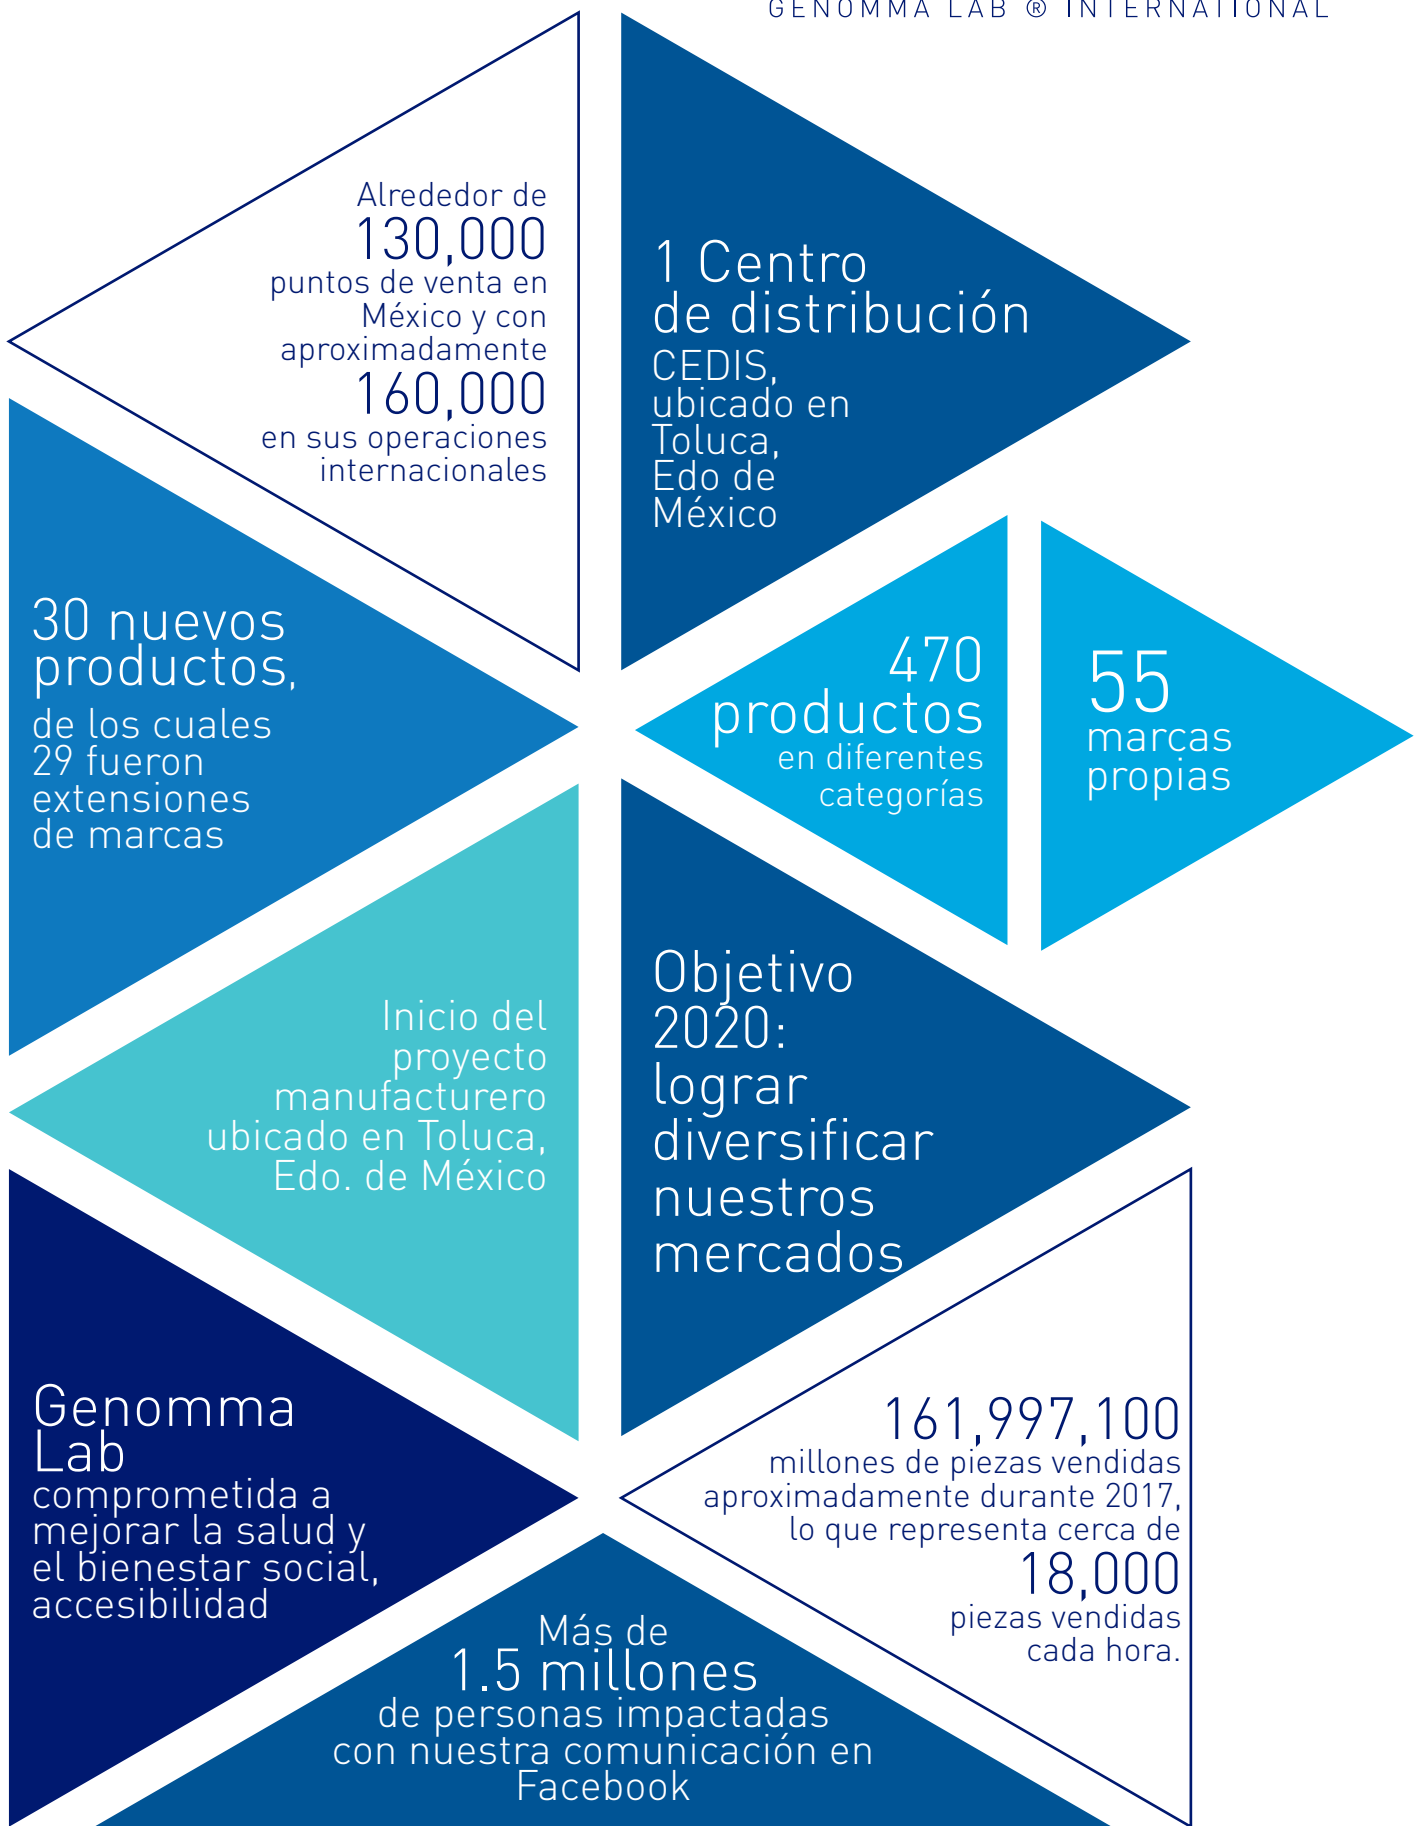 GENOMMA LAB ® INTERNATIONAL
Alrededor de
130,000
puntos de venta en
México y con
aproximadamente
160,000
en sus operaciones
internacionales
1 Centro
de distribución
CEDIS,
ubicado en
Toluca,
Edo de
México
30 nuevos
productos,
de los cuales
29 fueron
extensiones
de marcas
470
productos
en diferentes
categorías
55
marcas
propias
Inicio del
proyecto
manufacturero
ubicado en Toluca,
Edo. de México
Objetivo
2020:
lograr
diversificar
nuestros
mercados
Genomma
Lab
comprometida a
mejorar la salud y
el bienestar social,
accesibilidad
161,997,100
millones de piezas vendidas
aproximadamente durante 2017,
lo que representa cerca de
18,000
piezas vendidas
cada hora.
Más de
1.5 millones
de personas impactadas
con nuestra comunicación en
Facebook